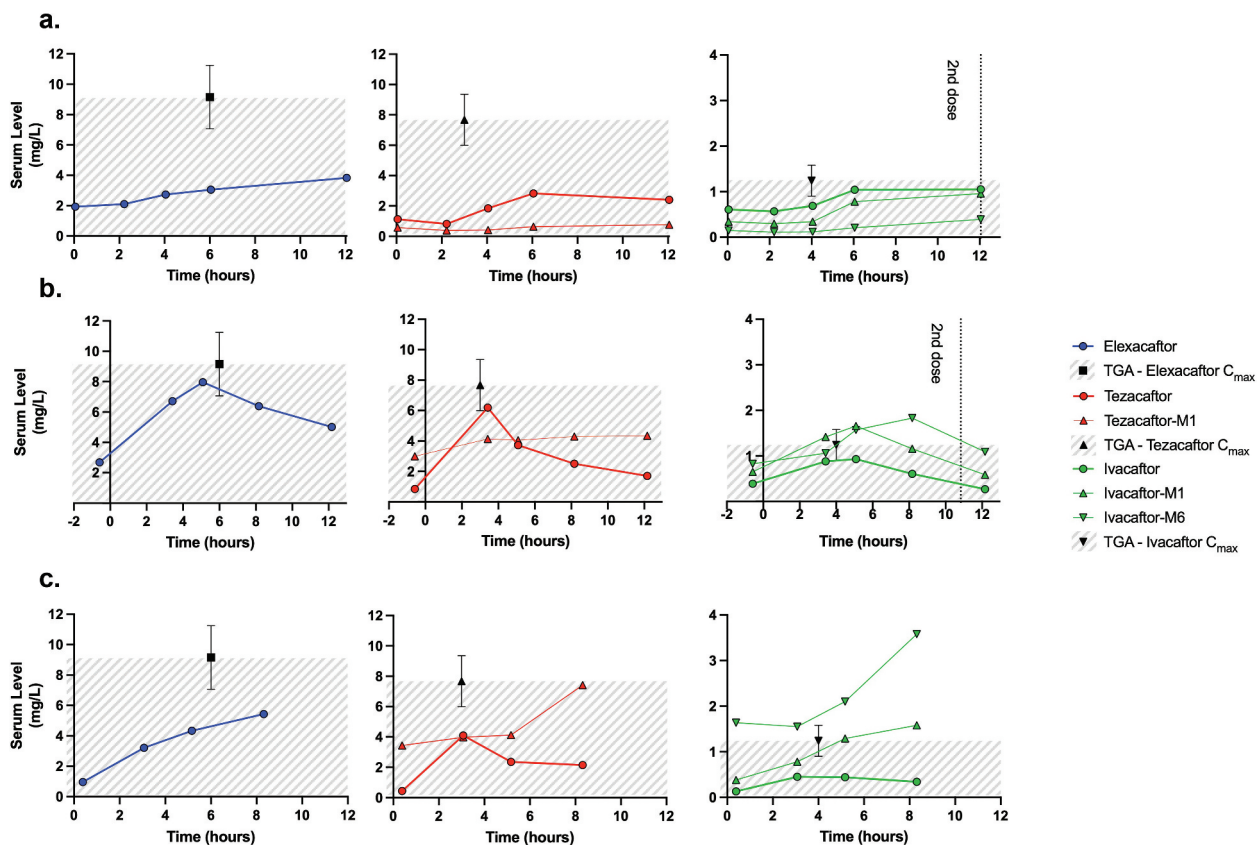 a.
Serum Level
(mg/L)
12
10
8
6
4
2
0
0 2 4 6 8 10 12
Time (hours)
12
10
8
6
4
2
0
0 2 4 6 8 10 12
Time (hours)
4
3
2
1
0
0 2 4 6 8 10 12
Time (hours)
2nd dose
b.
Serum Level
(mg/L)
12
10
8
6
4
2
-2 0 2 4 6 8 10 12
Time (hours)
12
10
8
6
4
2
-2 0 2 4 6 8 10 12
Time (hours)
4
3
2
1
-2 0 2 4 6 8 10 12
Time (hours)
2nd dose
Elexacaftor
TGA - Elexacaftor Cmax
Tezacaftor
Tezacaftor-M1
TGA - Tezacaftor Cmax
Ivacaftor
Ivacaftor-M1
Ivacaftor-M6
TGA - Ivacaftor Cmax
c.
Serum Level
(mg/L)
12
10
8
6
4
2
0
0 2 4 6 8 10 12
Time (hours)
12
10
8
6
4
2
0
0 2 4 6 8 10 12
Time (hours)
4
3
2
1
0
0 2 4 6 8 10 12
Time (hours)